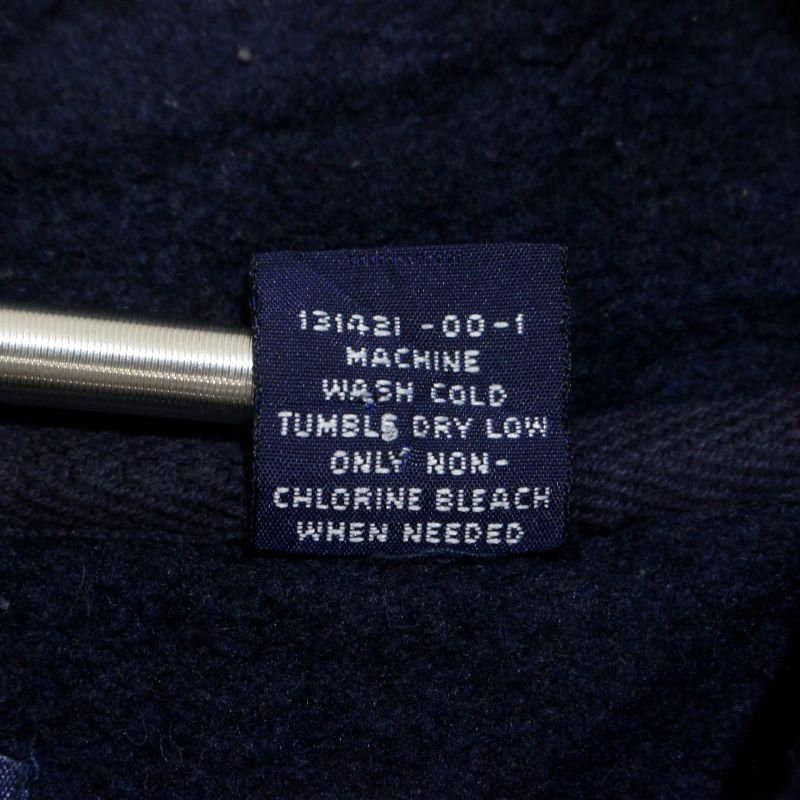 131421 -00-1
MACHINE
WASH COLD
TUMBLE DRY LOW
ONLY NON-
CHLORINE BLEACH
WHEN NEEDED